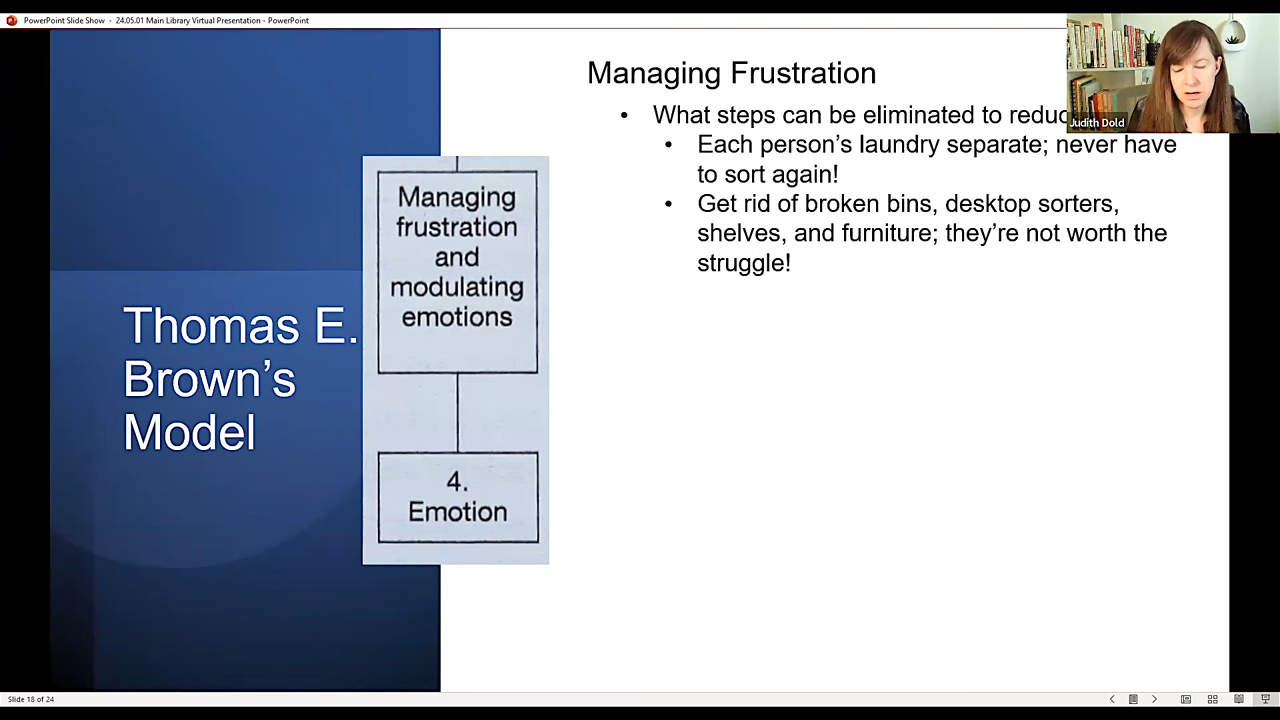 PowerPoint Slide Show - 24.05.01 Main Library Virtual Presentation - PowerPoint
Managing Frustration
• What steps can be eliminated to reduc
Judith Dold
• Each person’s laundry separate; never have
to sort again!
• Get rid of broken bins, desktop sorters,
shelves, and furniture; they’re not worth the
struggle!
Managing
frustration
and
modulating
emotions
4.
Emotion
Thomas E.
Brown’s
Model
Slide 18 of 24